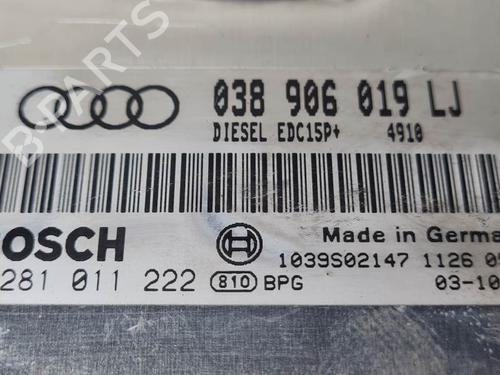 038 906 019 LJ
DIESEL EDC15P+ 4910
BOSCH Made in Germa
281 011 222 810 BPG 1039S02147 1126
03-10
B-PARTS